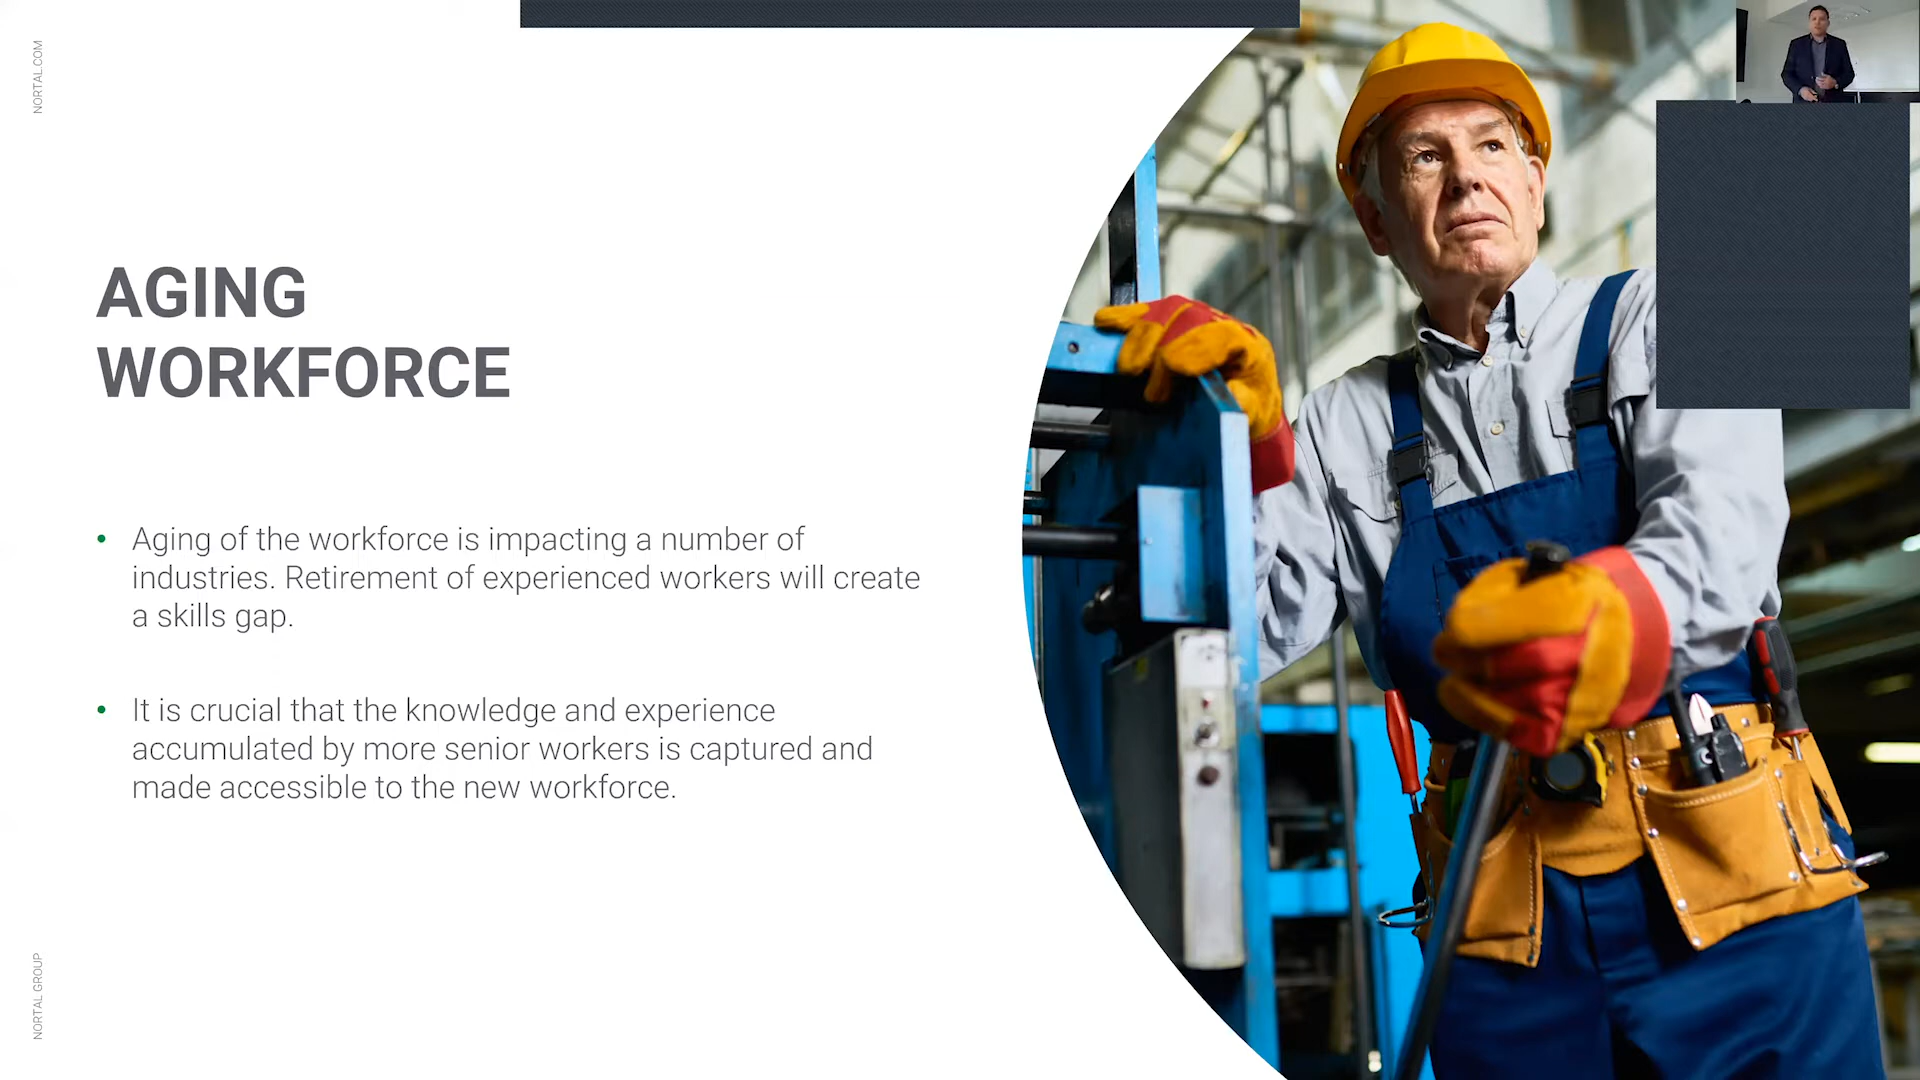 NORTAL.COM
AGING
WORKFORCE
• Aging of the workforce is impacting a number of
industries. Retirement of experienced workers will create
a skills gap.
• It is crucial that the knowledge and experience
accumulated by more senior workers is captured and
made accessible to the new workforce.
NORTAL GROUP